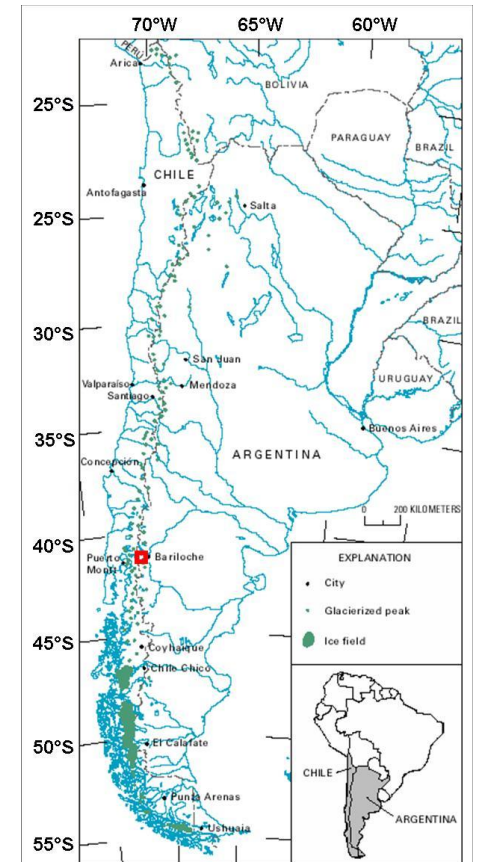 70°W 65°W 60°W
PERU
Arica
BOLIVIA
25°S
PARAGUAY
BRAZIL
CHILE
Antofagasta
Salta
25°S
BRAZIL
30°S
San Juan
URUGUAY
Valparaíso
Mendoza
Santiago
Buenos Aires
35°S
ARGENTINA
Concepción
0 200 KILOMETERS
40°S
Puerto
Montt
Bariloche
EXPLANATION
City
Glacierized peak
Ice field
45°S
Coyhaique
Chile Chico
50°S
El Calafate
CHILE
Punta Arenas
ARGENTINA
Ushuaia
55°S